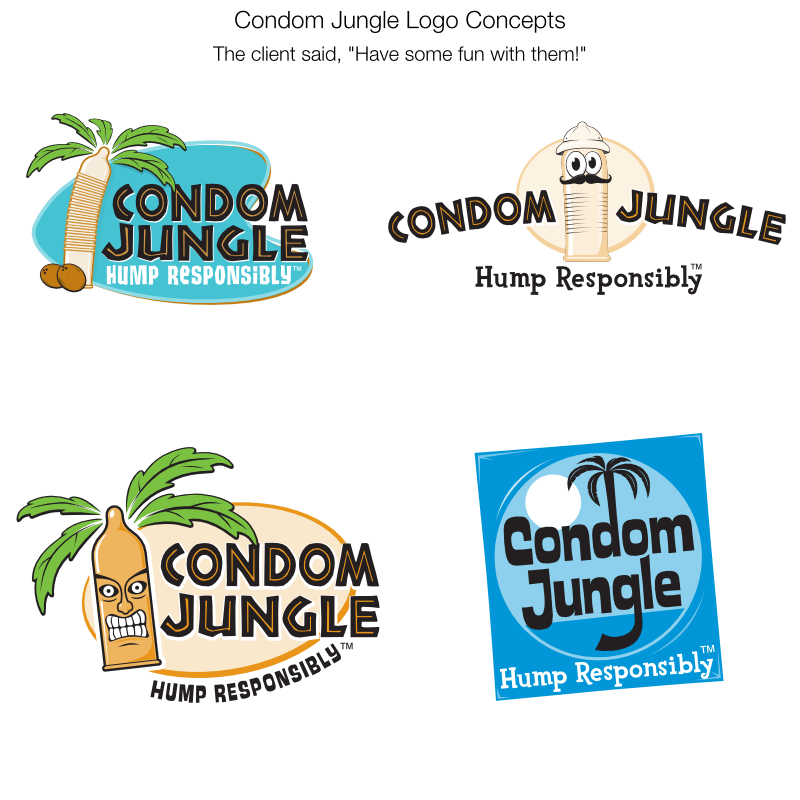 Condom Jungle Logo Concepts
The client said, "Have some fun with them!"
CONDOM
JUNGLE
HUMP RESPONSiBLY™
CONDOM JUNGLE
Hump Responsibly™
CONDOM
JUNGLE
HUMP RESPONSIBLY™
Condom
Jungle
Hump Responsibly™